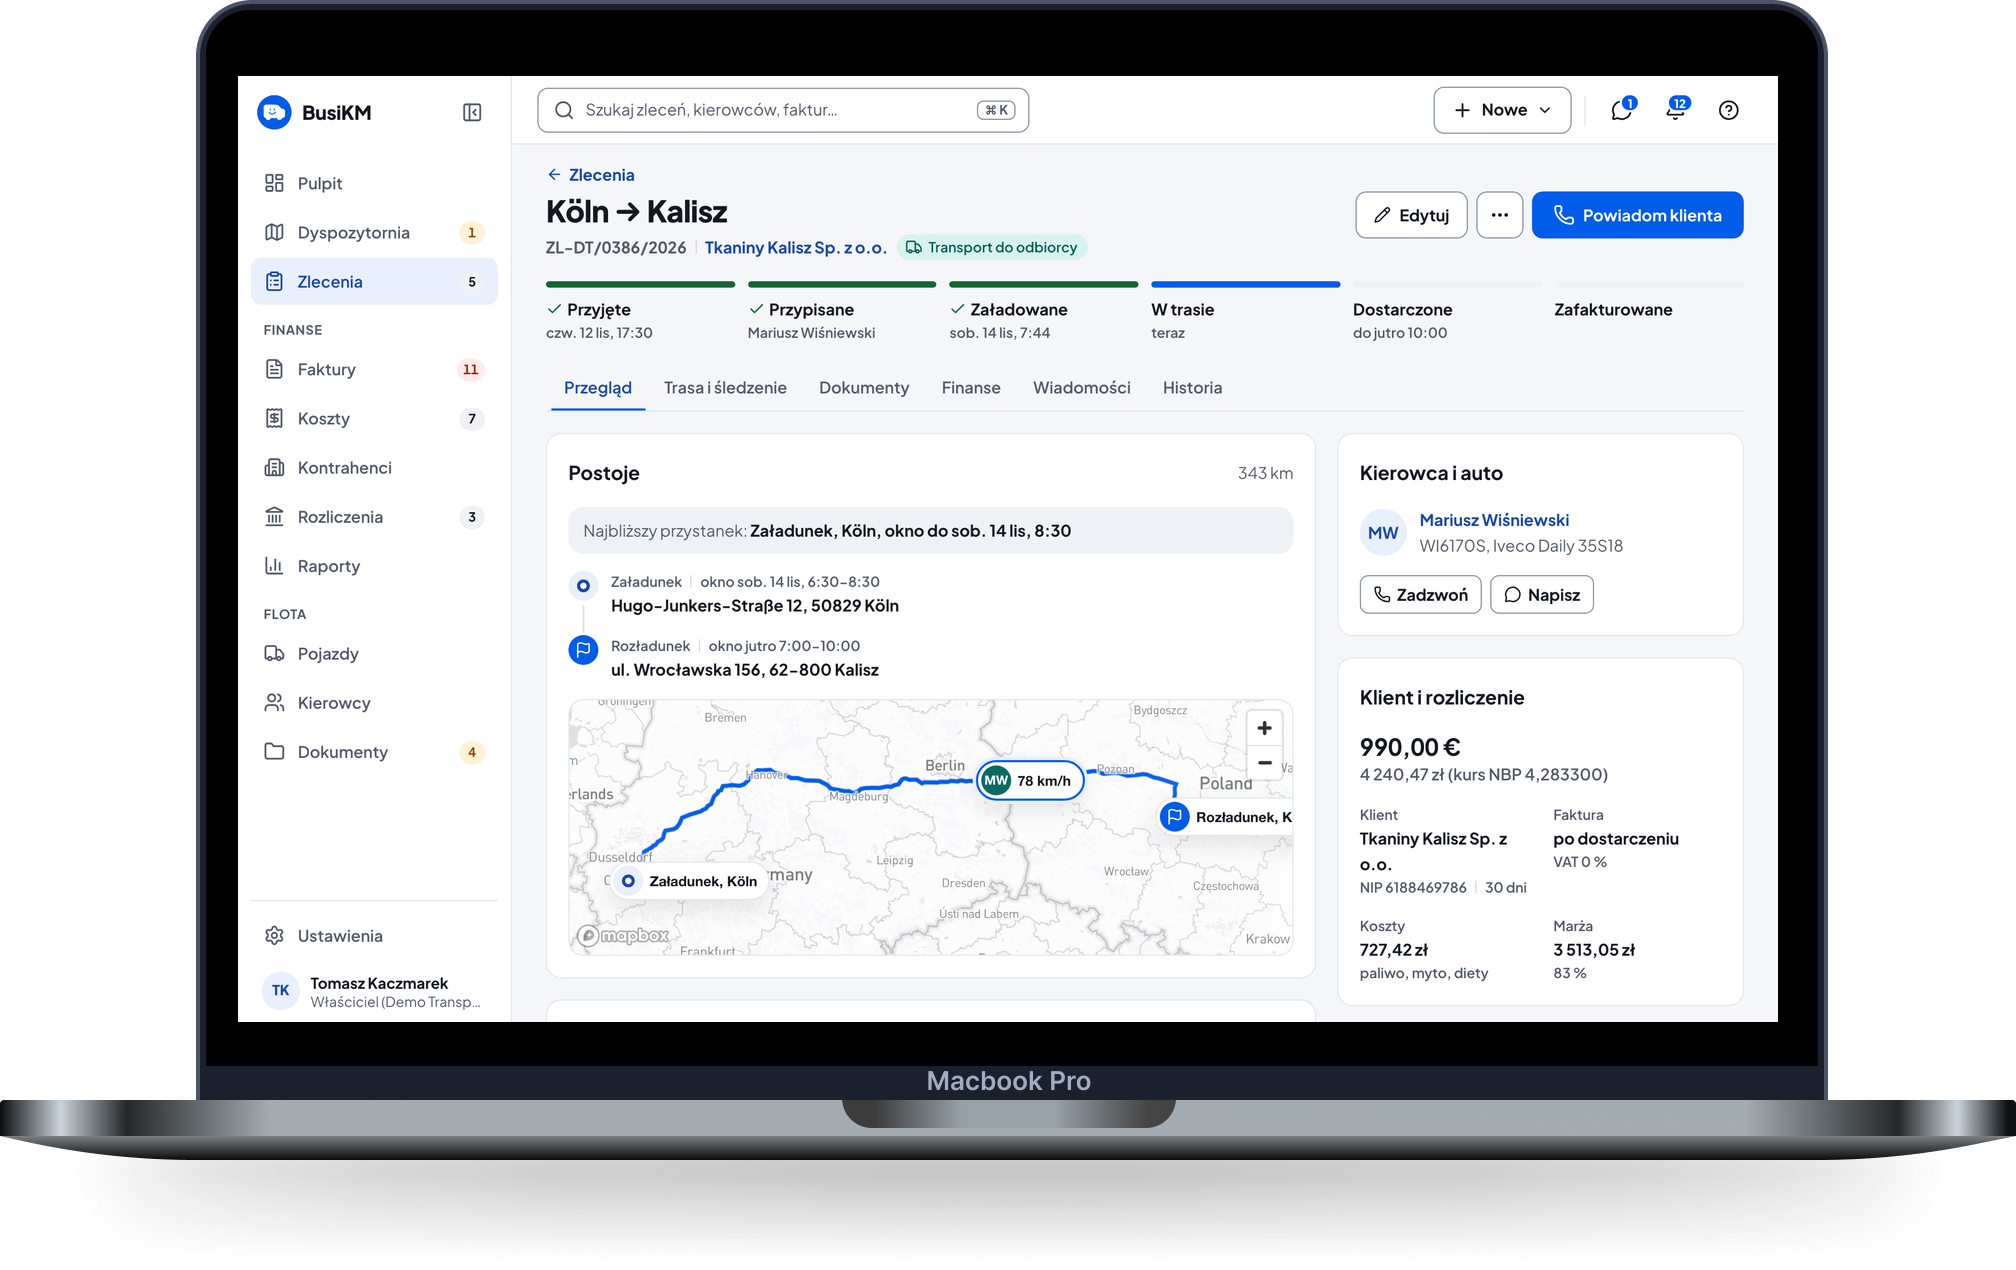 BusiKM
Szukaj zleceń, kierowców, faktur...
⌘ K
Nowe
1
12
Pulpit
Dyspozytornia 1
Zlecenia 5
FINANSE
Faktury 11
Koszty 7
Kontrahenci
Rozliczenia 3
Raporty
FLOTA
Pojazdy
Kierowcy
Dokumenty 4
Ustawienia
TK
Tomasz Kaczmarek
Właściciel (Demo Transp...
← Zlecenia
Köln → Kalisz
ZL-DT/0386/2026 | Tkaniny Kalisz Sp. z o.o. Transport do odbiorcy
Edytuj
...
Powiadom klienta
✓ Przyjęte
czw. 12 lis, 17:30
✓ Przypisane
Mariusz Wiśniewski
✓ Załadowane
sob. 14 lis, 7:44
W trasie
teraz
Dostarczone
do jutro 10:00
Zafakturowane
Przegląd Trasa i śledzenie Dokumenty Finanse Wiadomości Historia
Postoje 343 km
Najbliższy przystanek: Załadunek, Köln, okno do sob. 14 lis, 8:30
Załadunek | okno sob. 14 lis, 6:30–8:30
Hugo-Junkers-Straße 12, 50829 Köln
Rozładunek | okno jutro 7:00–10:00
ul. Wrocławska 156, 62-800 Kalisz
Groningen
Bremen
Bydgoszcz
+
−
Berlin
Hanover
MW 78 km/h
Poznan
Poland
Wa
erlands
Magdeburg
Rozładunek, K
Dusseldorf
Leipzig
Wrocław
C
Załadunek, Köln
many
Dresden
Częstochowa
Ústí nad Labem
mapbox
Frankfurt
Krakow
Kierowca i auto
MW
Mariusz Wiśniewski
WI6170S, Iveco Daily 35S18
Zadzwoń
Napisz
Klient i rozliczenie
990,00 €
4 240,47 zł (kurs NBP 4,283300)
Klient
Tkaniny Kalisz Sp. z
o.o.
NIP 6188469786 | 30 dni
Faktura
po dostarczeniu
VAT 0 %
Koszty
727,42 zł
paliwo, myto, diety
Marża
3 513,05 zł
83 %
Macbook Pro